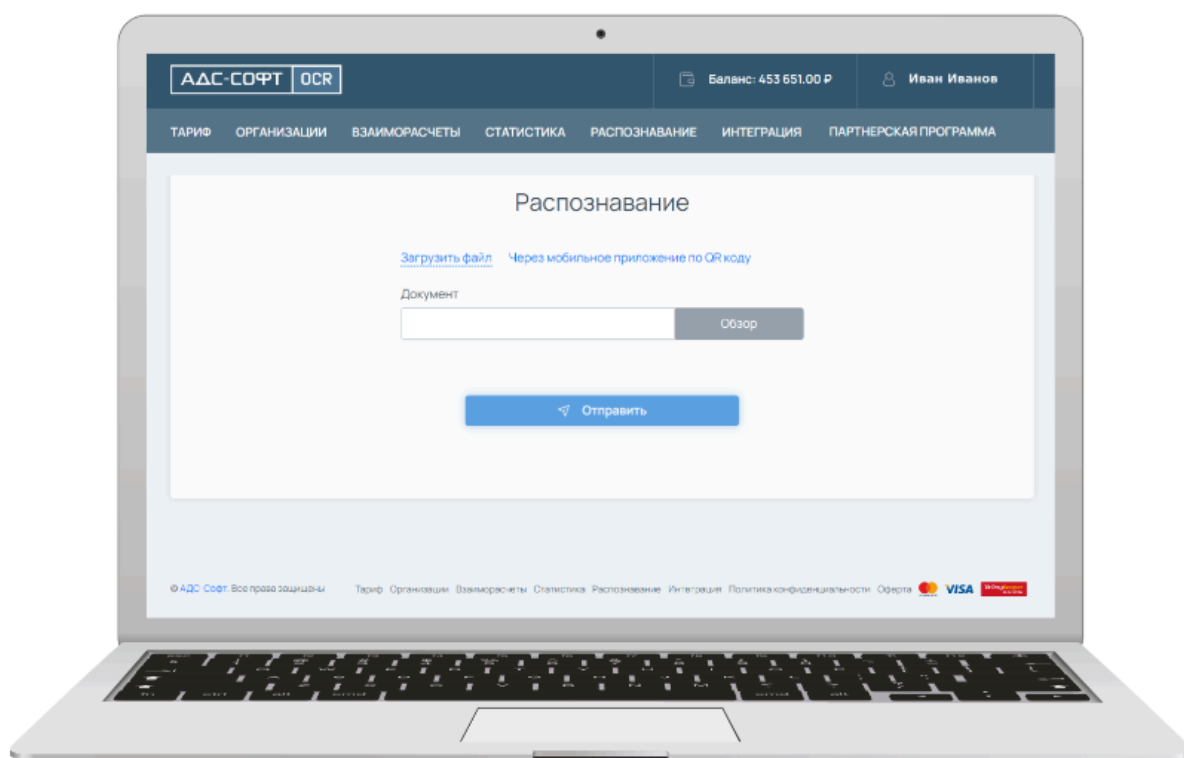 АДС-СОФТ OCR
Баланс: 453 651.00 ₽
Иван Иванов
ТАРИФ ОРГАНИЗАЦИИ ВЗАИМОРАСЧЕТЫ СТАТИСТИКА РАСПОЗНАВАНИЕ ИНТЕГРАЦИЯ ПАРТНЕРСКАЯ ПРОГРАММА
Распознавание
Загрузить файл Через мобильное приложение по QR коду
Документ
Обзор
Отправить
© АДС-Софт. Все права защищены Тариф Организации Взаиморасчеты Статистика Распознавание Интеграция Политика конфиденциальности Оферта VISA